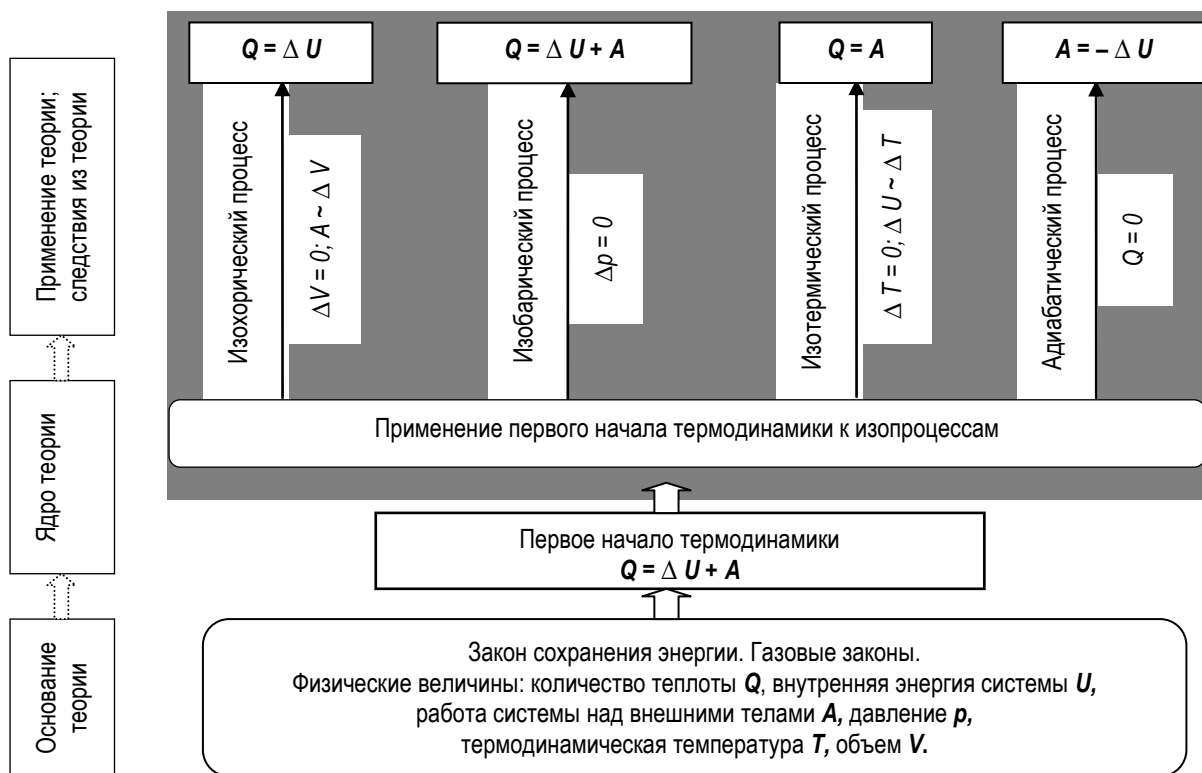 Применение теории;
следствия из теории
Ядро теории
Основание
теории
Q = Δ U
Q = Δ U + A
Q = A
A = – Δ U
Изохорический процесс
ΔV = 0; A ~ Δ V
Изобарический процесс
Δp = 0
Изотермический процесс
Δ T = 0; Δ U ~ Δ T
Адиабатический процесс
Q = 0
Применение первого начала термодинамики к изопроцессам
Первое начало термодинамики
Q = Δ U + A
Закон сохранения энергии. Газовые законы.
Физические величины: количество теплоты Q, внутренняя энергия системы U,
работа системы над внешними телами A, давление p,
термодинамическая температура T, объем V.